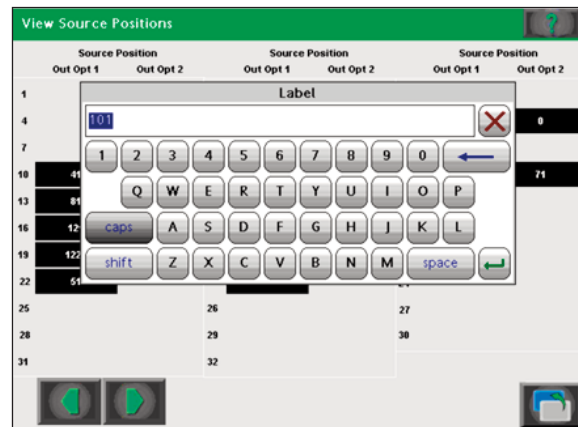 View Source Positions ?
Source Position Source Position Source Position
Out Opt 1 Out Opt 2 Out Opt 1 Out Opt 2 Out Opt 1 Out Opt 2
Label
1
101
4 0
7
1 2 3 4 5 6 7 8 9 0
10 41 71
Q W E R T Y U I O P
13 81
16 12
caps A S D F G H J K L
19 122
shift Z X C V B N M space
22 51
25 26 27
28 29 30
31 32